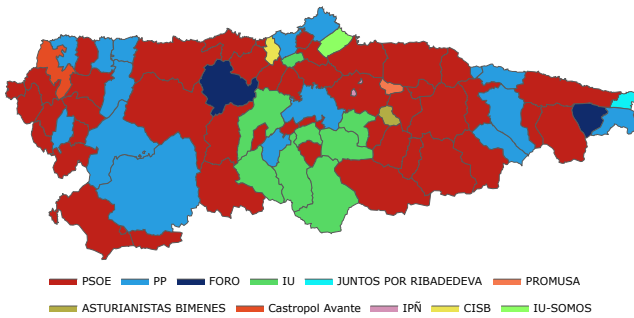 PSOE PP FORO IU JUNTOS POR RIBADEDEVA PROMUSA
ASTURIANISTAS BIMENES Castropol Avante IPÑ CISB IU-SOMOS